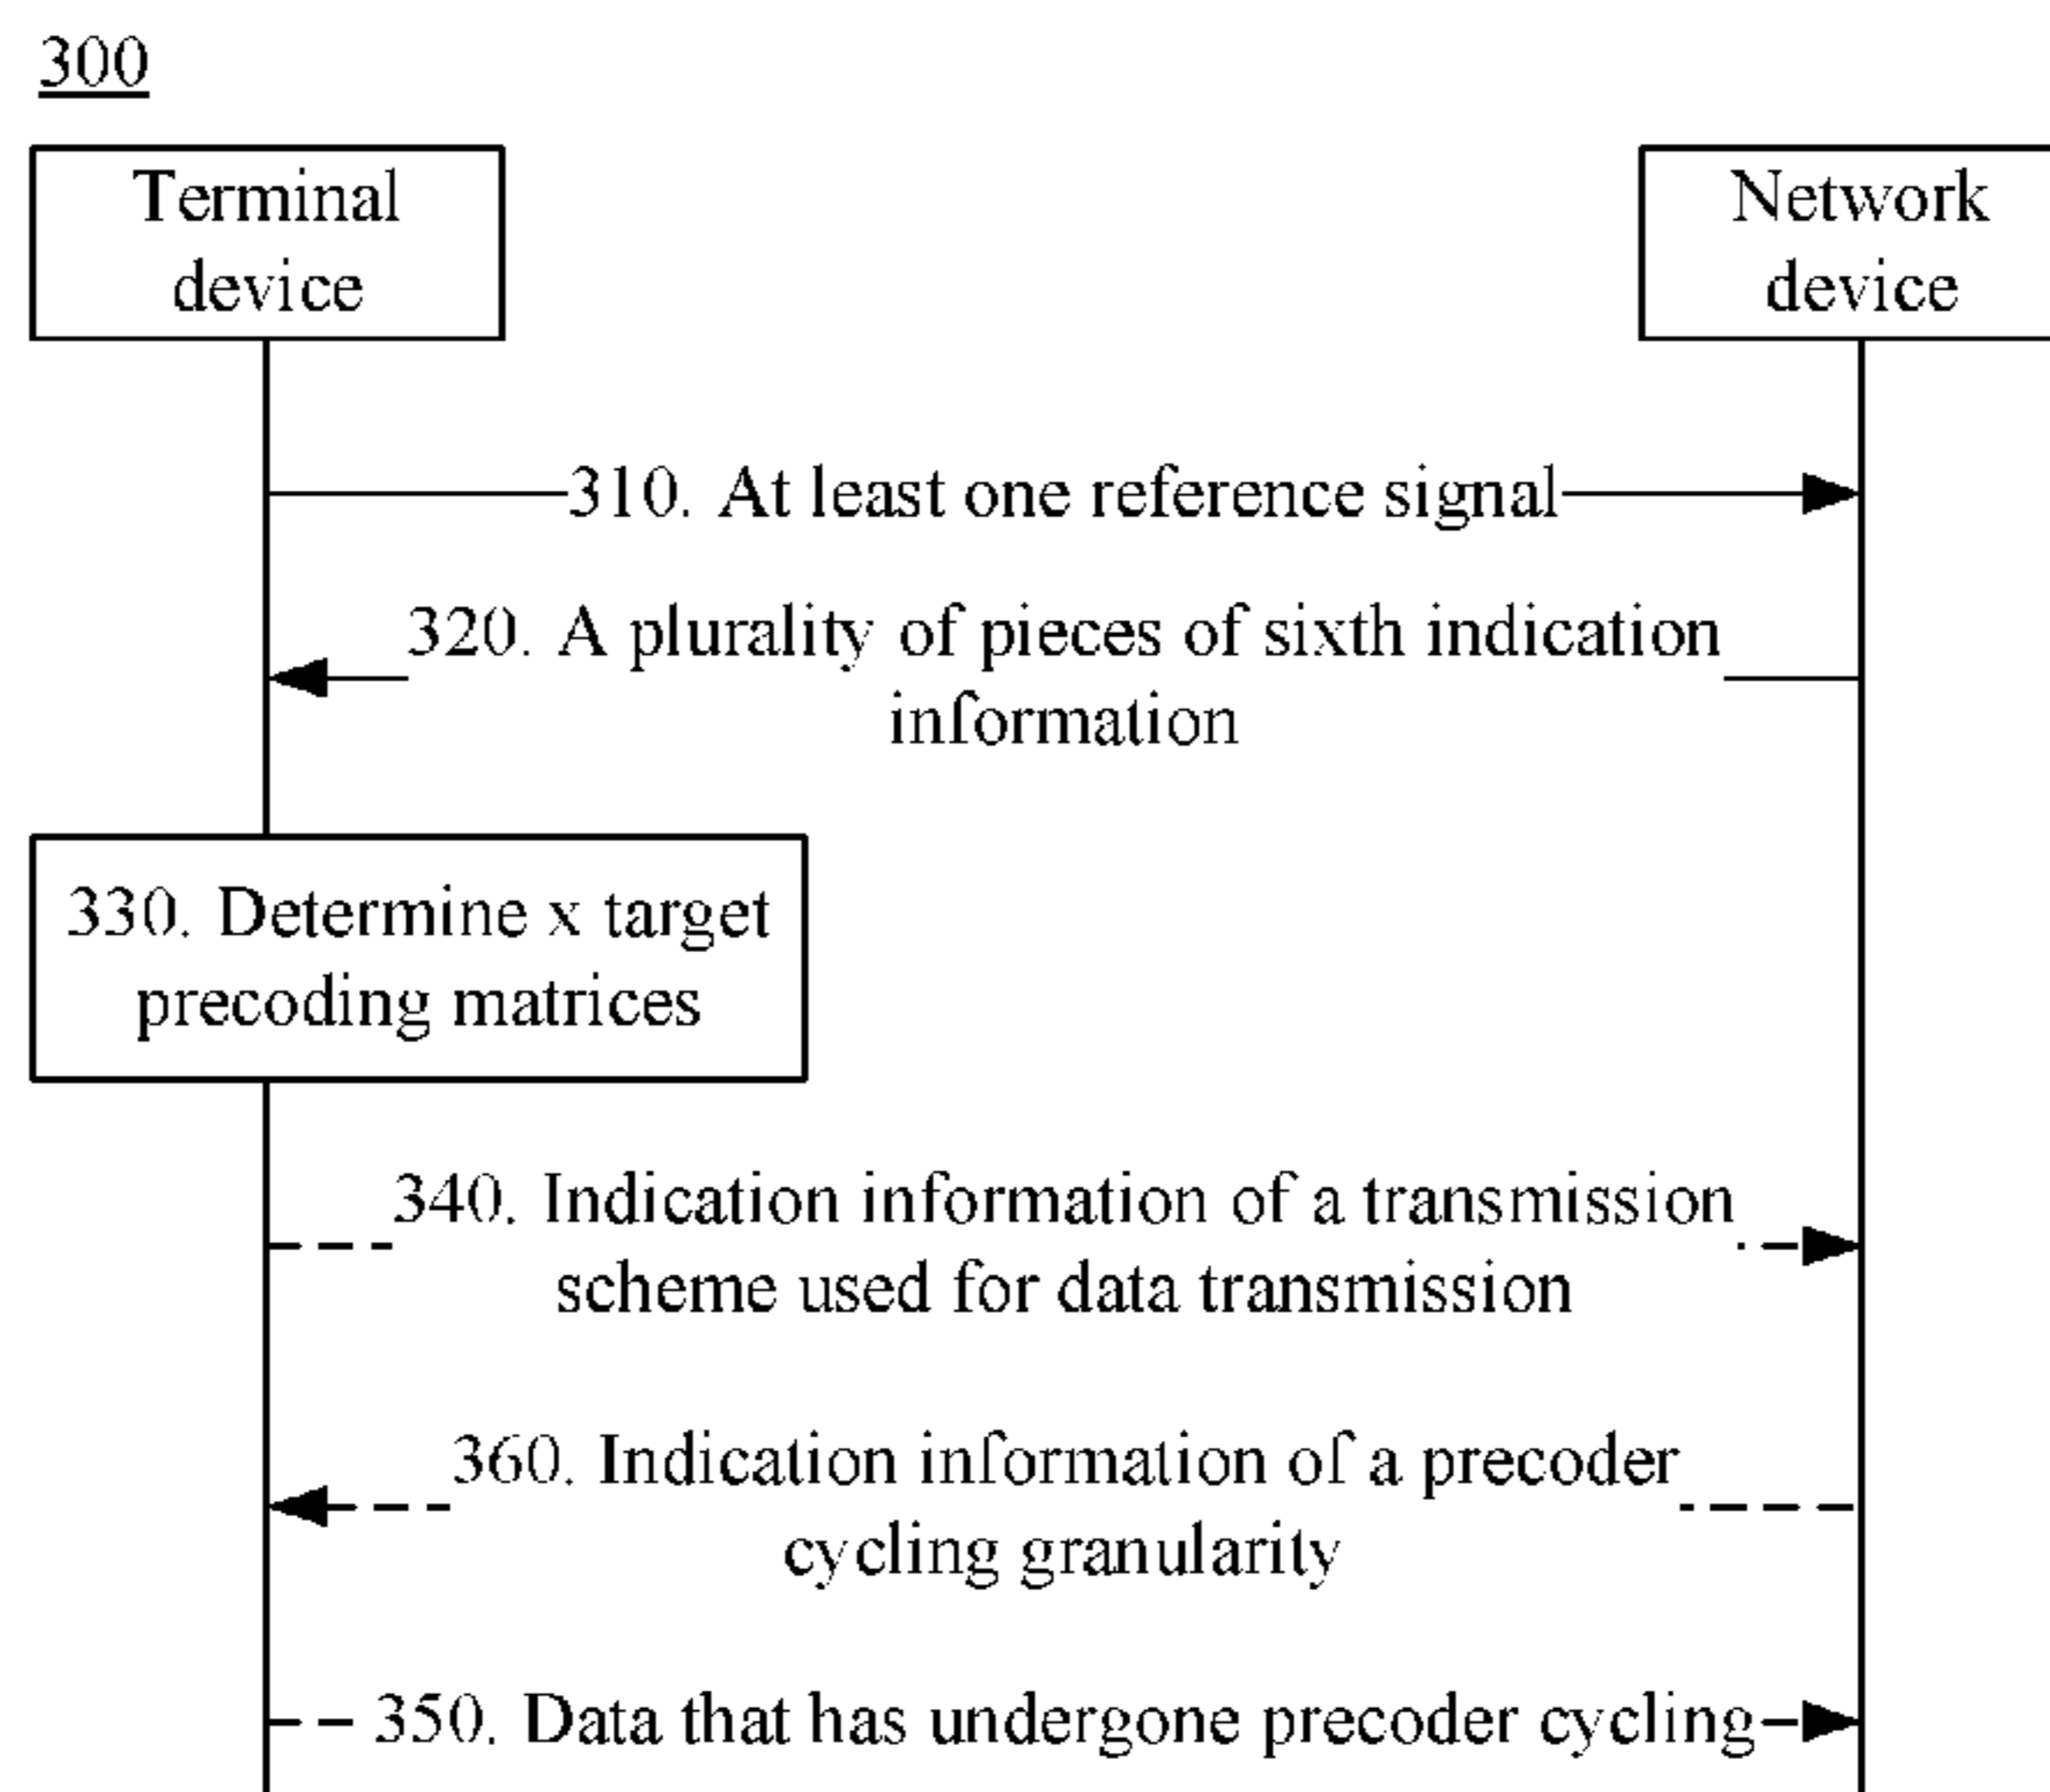 300
Terminal
device
Network
device
310. At least one reference signal
320. A plurality of pieces of sixth indication
information
330. Determine x target
precoding matrices
340. Indication information of a transmission
scheme used for data transmission
360. Indication information of a precoder
cycling granularity
350. Data that has undergone precoder cycling